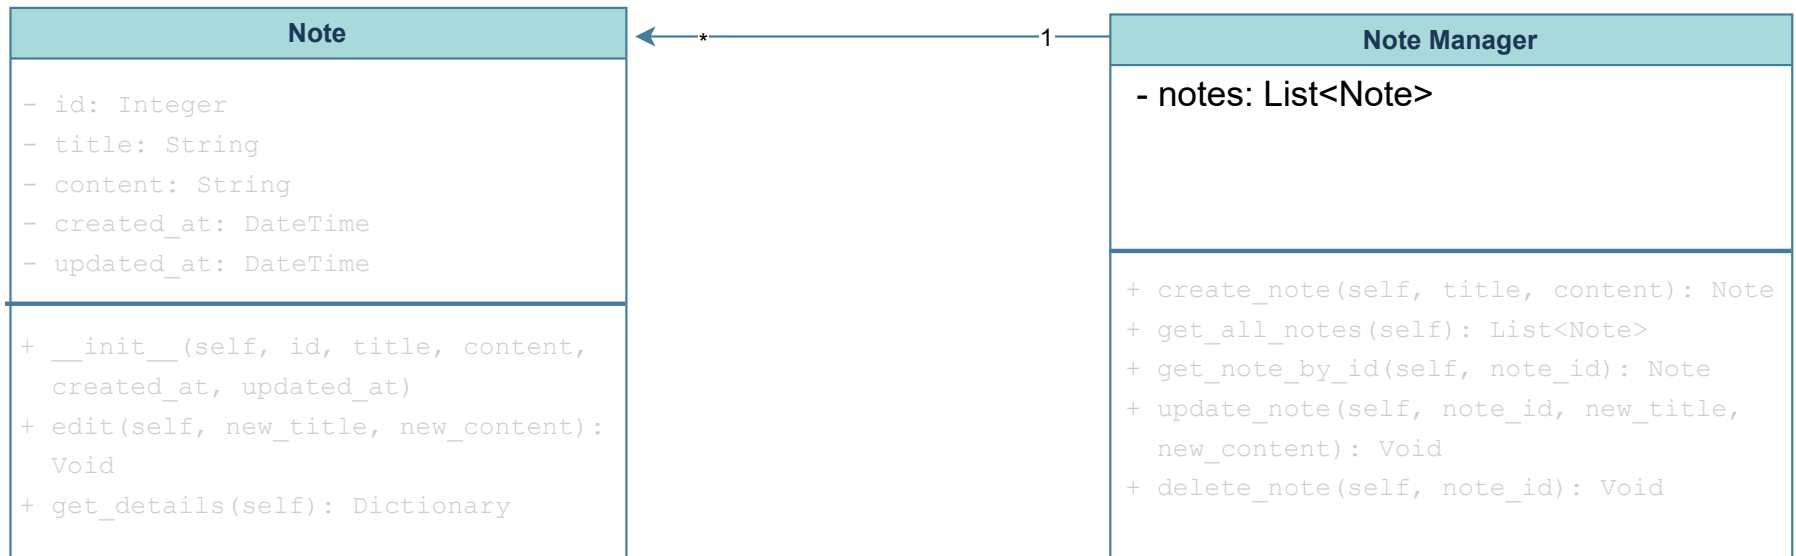 Note
- id: Integer
- title: String
- content: String
- created_at: DateTime
- updated_at: DateTime
+ __init__(self, id, title, content,
created_at, updated_at)
+ edit(self, new_title, new_content):
Void
+ get_details(self): Dictionary
*
1
Note Manager
- notes: List<Note>
+ create_note(self, title, content): Note
+ get_all_notes(self): List<Note>
+ get_note_by_id(self, note_id): Note
+ update_note(self, note_id, new_title,
new_content): Void
+ delete_note(self, note_id): Void